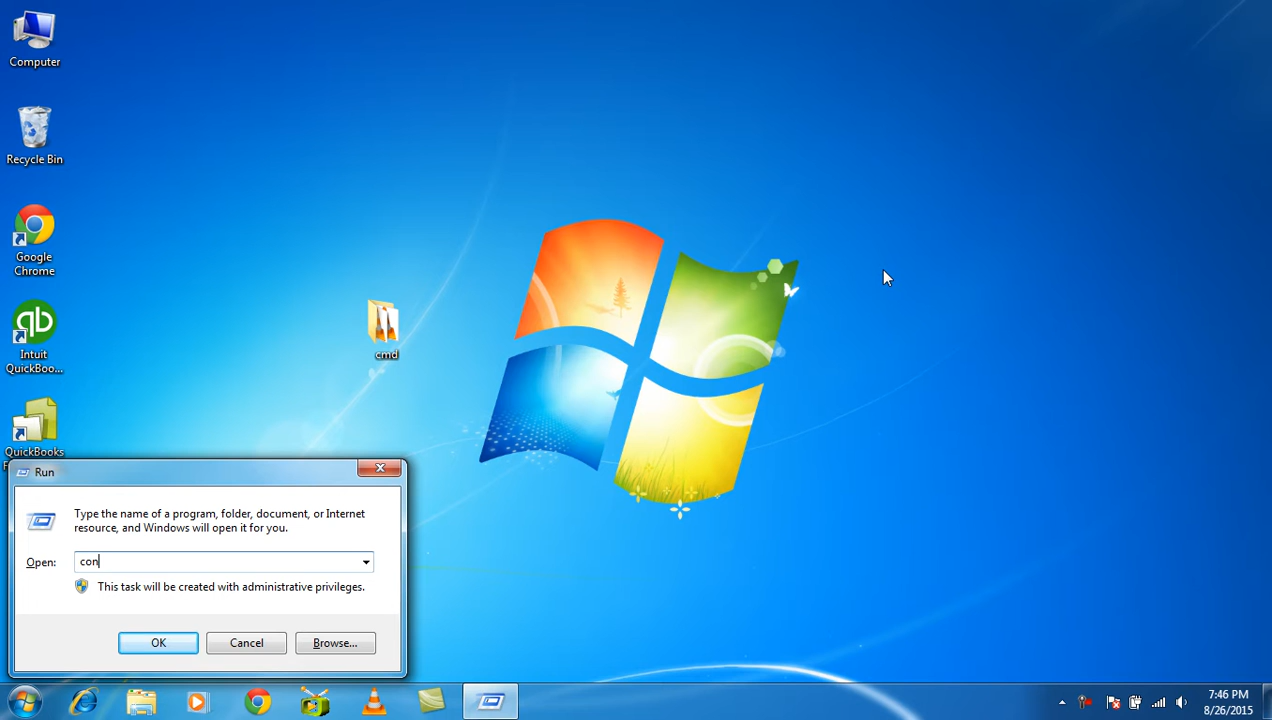 Computer
Recycle Bin
Google
Chrome
Intuit
QuickBoo...
QuickBooks
cmd
Run
Type the name of a program, folder, document, or Internet
resource, and Windows will open it for you.
Open: con
This task will be created with administrative privileges.
OK Cancel Browse...
7:46 PM
8/26/2015